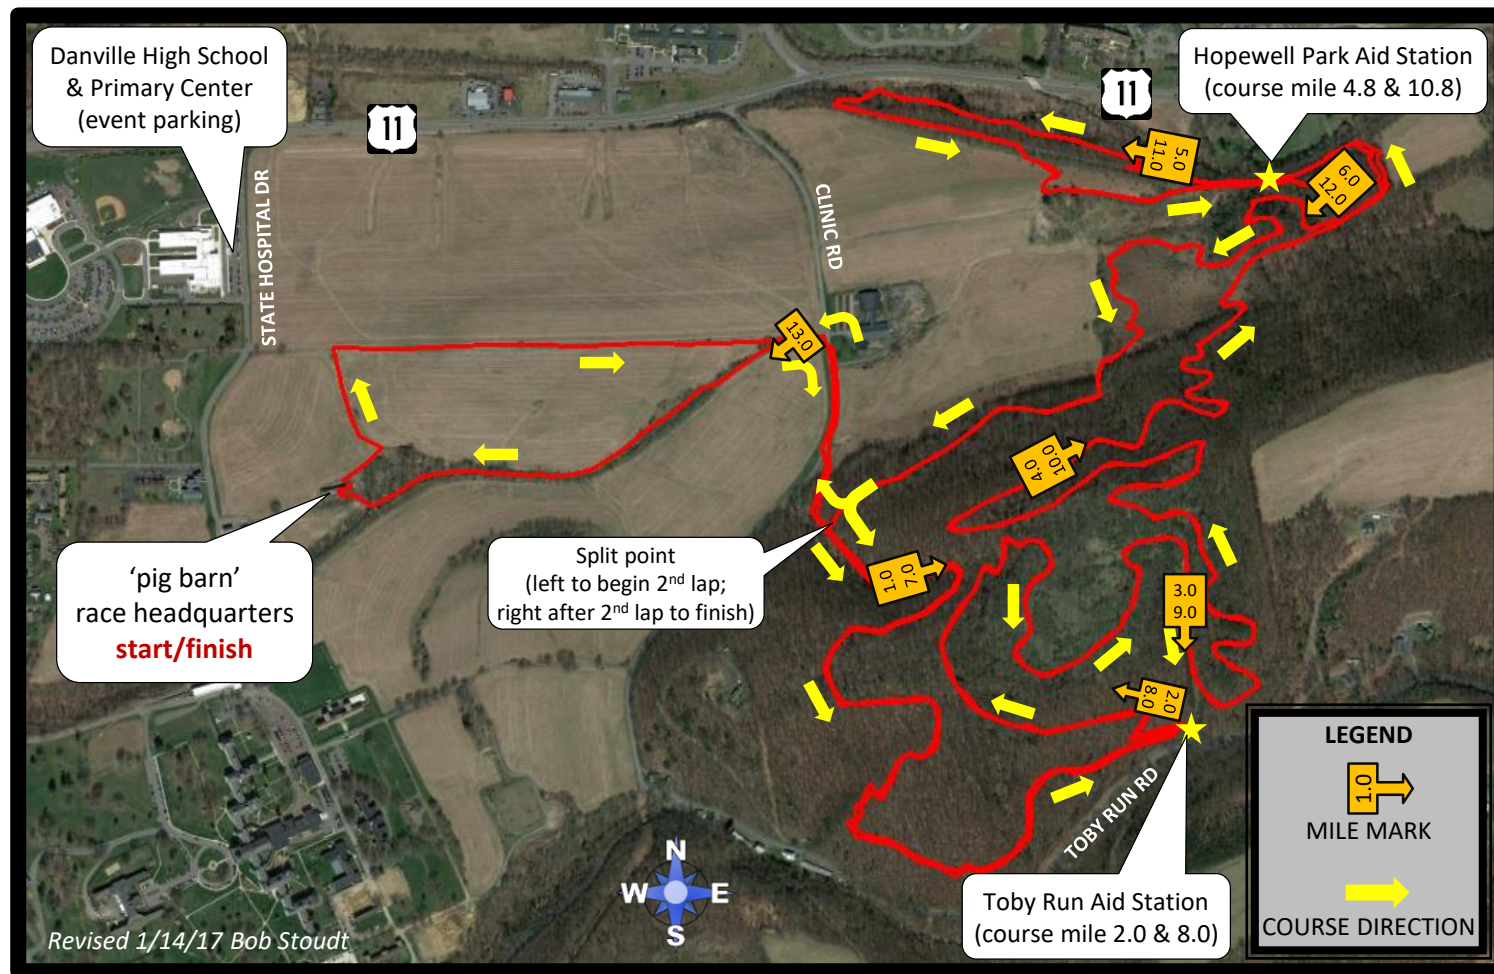 Danville High School
& Primary Center
(event parking)
11
11
Hopewell Park Aid Station
(course mile 4.8 & 10.8)
STATE HOSPITAL DR
CLINIC RD
5.0
11.0
6.0
12.0
13.0
4.0
10.0
Split point
(left to begin 2nd lap;
right after 2nd lap to finish)
1.0
7.0
3.0
9.0
2.0
8.0
'pig barn'
race headquarters
start/finish
TOBY RUN RD
Toby Run Aid Station
(course mile 2.0 & 8.0)
N
W
E
S
LEGEND
1.0
MILE MARK
COURSE DIRECTION
Revised 1/14/17 Bob Stoudt